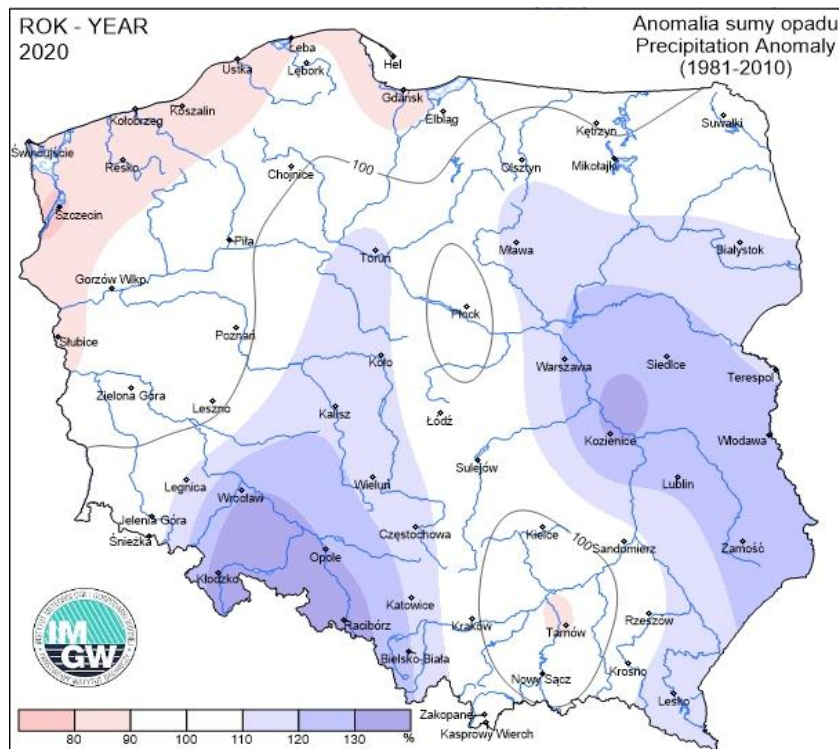 ROK - YEAR
2020
Anomalia sumy opadu
Precipitation Anomaly
(1981-2010)
Łeba
Ustka
Lębork
Hel
Gdańsk
Koszalin
Kołobrzeg
Elbląg
Kętrzyn
Suwałki
Świnoujście
Resko
Chojnice
100
Olsztyn
Mikołajki
Szczecin
Piła
Toruń
Mława
Białystok
Gorzów Wlkp.
Płock
Słubice
Poznań
Koło
Warszawa
Siedlce
Terespol
Zielona Góra
Leszno
Kalisz
Łódź
Kozienice
Włodawa
Sulejów
Legnica
Wrocław
Wieluń
Lublin
Jelenia Góra
Śnieżka
Częstochowa
Kielce
100
Sandomierz
Zamość
Opole
Kłodzko
Katowice
Racibórz
Kraków
Tarnów
Rzeszów
Bielsko-Biała
Nowy Sącz
Krosno
Lesko
Zakopane
Kasprowy Wierch
IM
GW
80 90 100 110 120 130 %